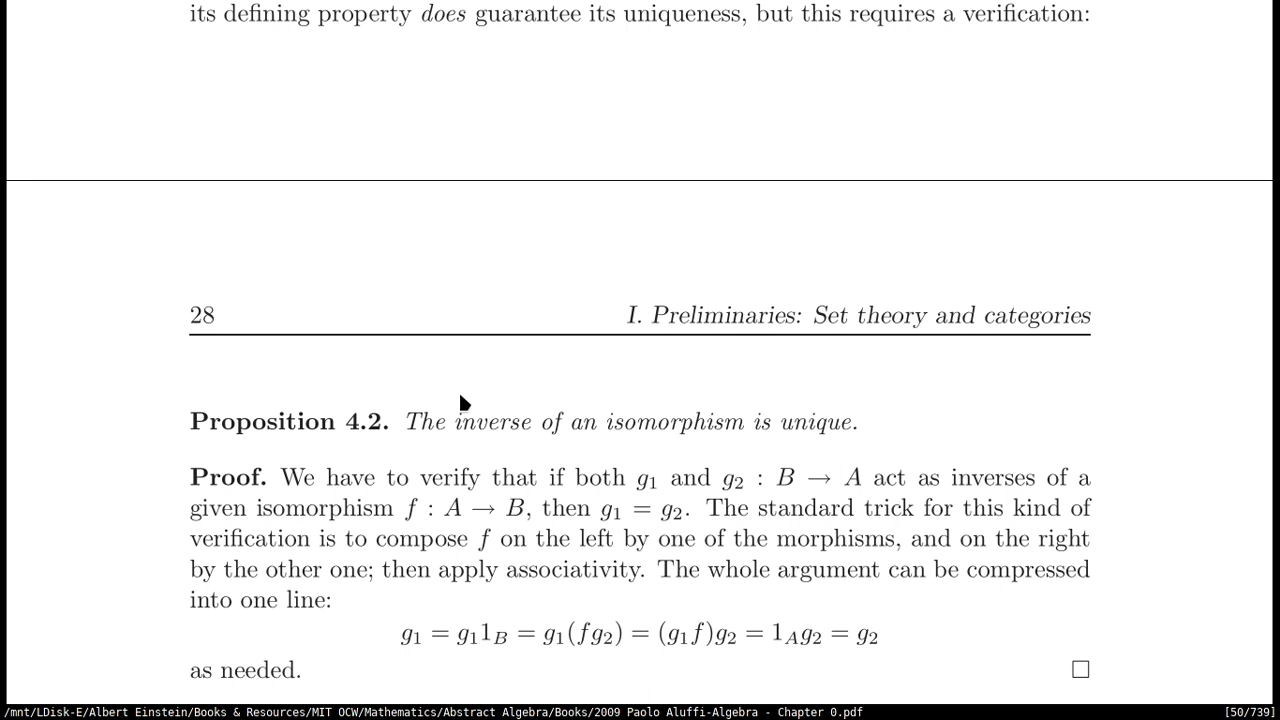 its defining property does guarantee its uniqueness, but this requires a verification:
28
I. Preliminaries: Set theory and categories
Proposition 4.2. The inverse of an isomorphism is unique.
Proof. We have to verify that if both g₁ and g₂ : B → A act as inverses of a
given isomorphism f : A → B, then g₁ = g₂. The standard trick for this kind of
verification is to compose f on the left by one of the morphisms, and on the right
by the other one; then apply associativity. The whole argument can be compressed
into one line:
g₁ = g₁1_B = g₁(fg₂) = (g₁f)g₂ = 1_Ag₂ = g₂
as needed. □
/mnt/LDisk-E/Albert Einstein/Books & Resources/MIT OCW/Mathematics/Abstract Algebra/Books/2009 Paolo Aluffi-Algebra - Chapter 0.pdf [50/739]